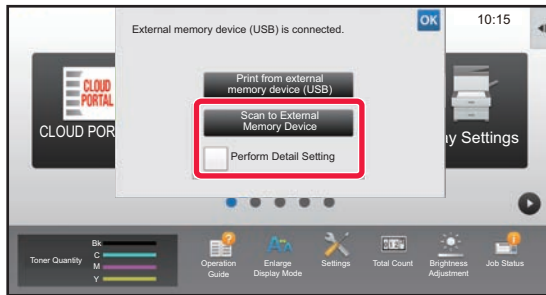 External memory device (USB) is connected.
OK
10:15
Print from external
memory device (USB)
Scan to External
Memory Device
Perform Detail Setting
CLOUD
PORTAL
CLOUD POR
ay Settings
Toner Quantity
Bk
C
M
Y
Operation
Guide
Enlarge
Display Mode
Settings
Total Count
Brightness
Adjustment
Job Status